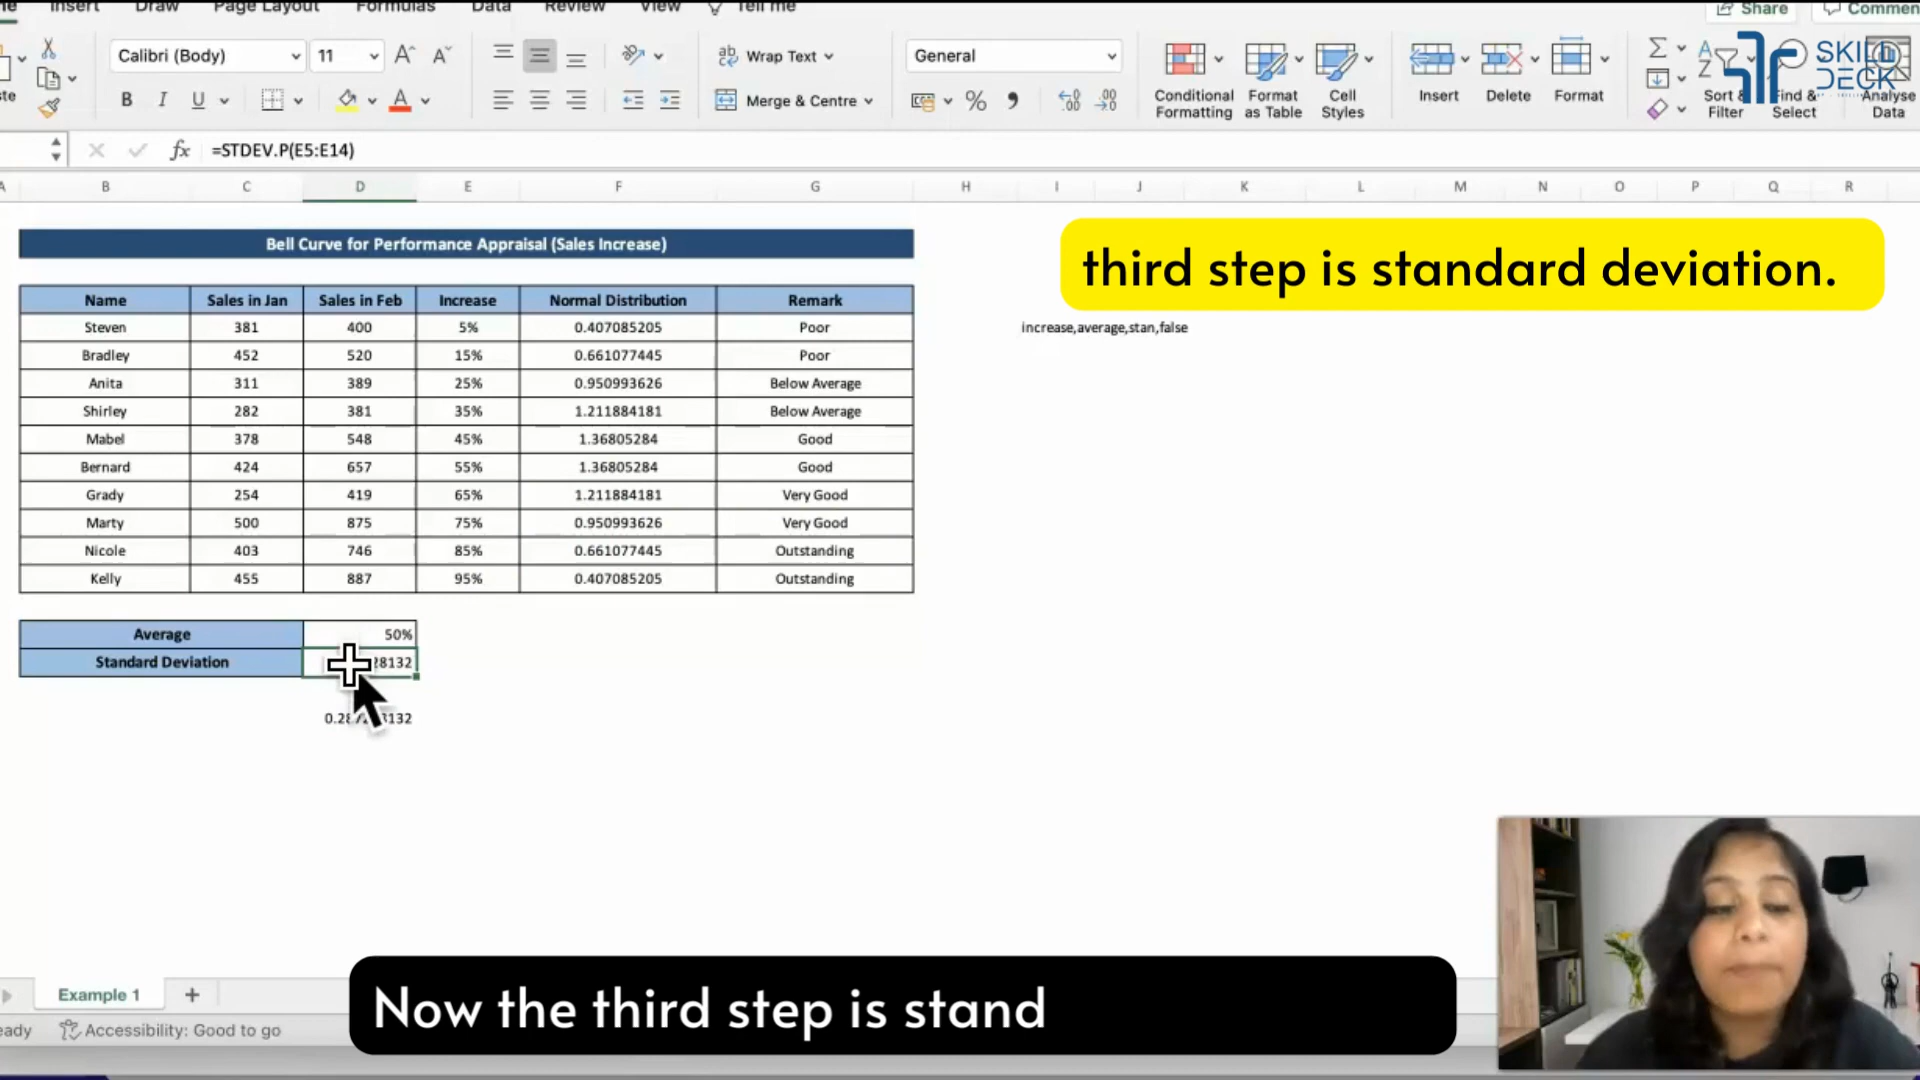 Insert Draw Page Layout Formulas Data Review View Tell me Share
Calibri (Body) 11 Wrap Text General
B I U Merge & Centre % Conditional Formatting Format as Table Cell Styles Insert Delete Format Sort & Filter Find & Select Analyse Data
SKILL DECK
fx =STDEV.P(E5:E14)
A B C D E F G H I J K L M N O P Q R
Bell Curve for Performance Appraisal (Sales Increase)
third step is standard deviation.
Name Sales in Jan Sales in Feb Increase Normal Distribution Remark
Steven 381 400 5% 0.407085205 Poor increase,average,stan,false
Bradley 452 520 15% 0.661077445 Poor
Anita 311 389 25% 0.950993626 Below Average
Shirley 282 381 35% 1.211884181 Below Average
Mabel 378 548 45% 1.36805284 Good
Bernard 424 657 55% 1.36805284 Good
Grady 254 419 65% 1.211884181 Very Good
Marty 500 875 75% 0.950993626 Very Good
Nicole 403 746 85% 0.661077445 Outstanding
Kelly 455 887 95% 0.407085205 Outstanding
Average 50%
Standard Deviation 28132
Example 1
Accessibility: Good to go
Now the third step is stand